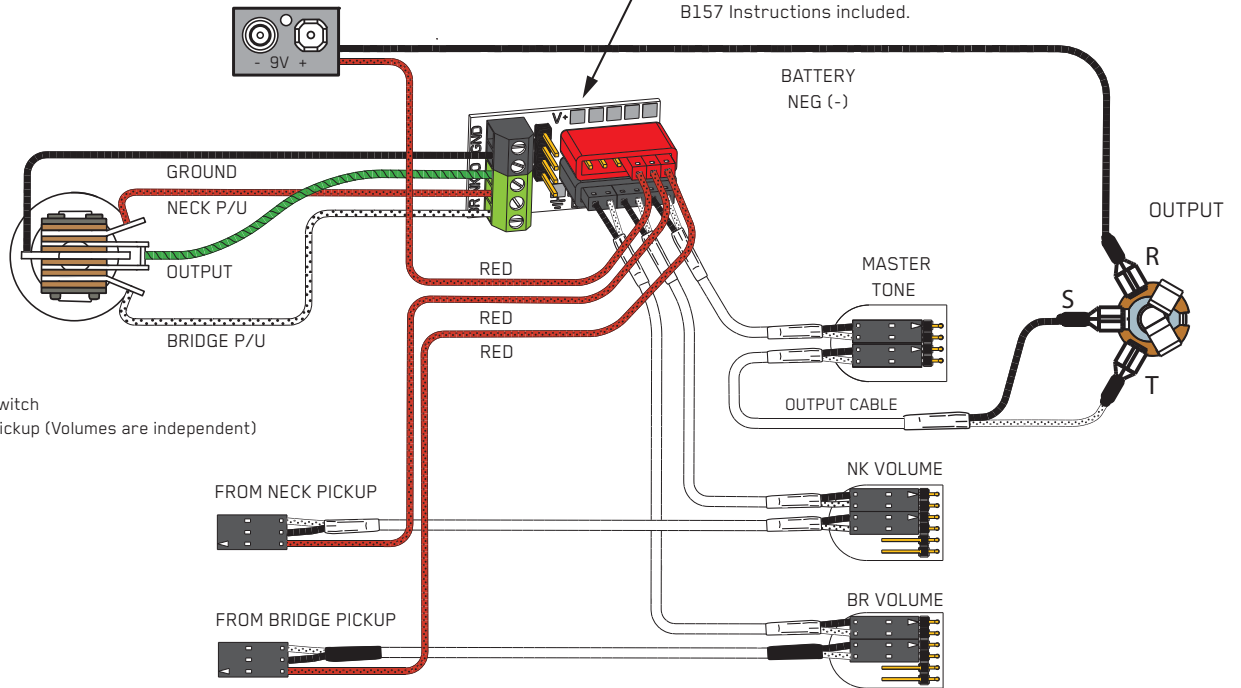 B157 Instructions included.
- 9V +
BATTERY
NEG (-)
V+
GND
GROUND
NK O
NECK P/U
BR
OUTPUT
OUTPUT
R
RED
MASTER
TONE
S
RED
BRIDGE P/U
RED
T
OUTPUT CABLE
witch
ickup (Volumes are independent)
NK VOLUME
FROM NECK PICKUP
BR VOLUME
FROM BRIDGE PICKUP